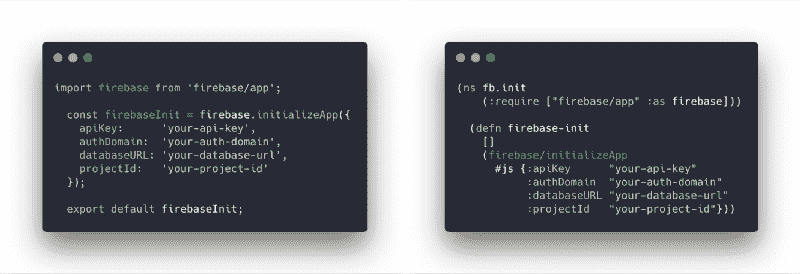 import firebase from 'firebase/app';
const firebaseInit = firebase.initializeApp({
apiKey: 'your-api-key',
authDomain: 'your-auth-domain',
databaseURL: 'your-database-url',
projectId: 'your-project-id'
});
export default firebaseInit;
(ns fb.init
(:require ["firebase/app" :as firebase]))
(defn firebase-init
[]
(firebase/initializeApp
#js {:apiKey "your-api-key"
:authDomain "your-auth-domain"
:databaseURL "your-database-url"
:projectId "your-project-id"}))